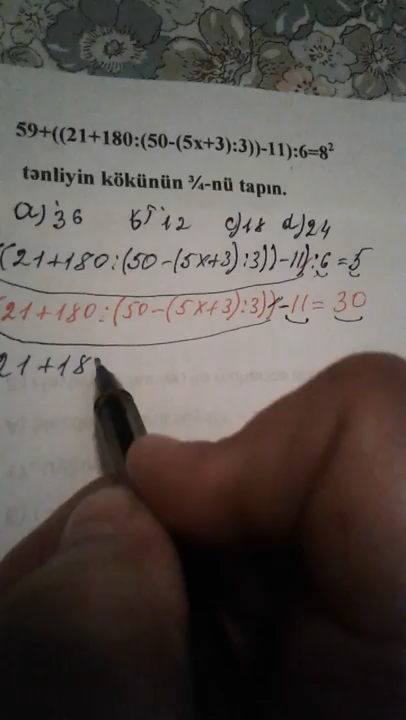 59+((21+180:(50-(5x+3):3))-11):6=8²
tənliyin kökünün ¾-nü tapın.
a) 36 b) 12 c) 18 d) 24
((21+180:(50-(5x+3):3))-11):6=5
(21+180:(50-(5x+3):3))-11=30
21+18